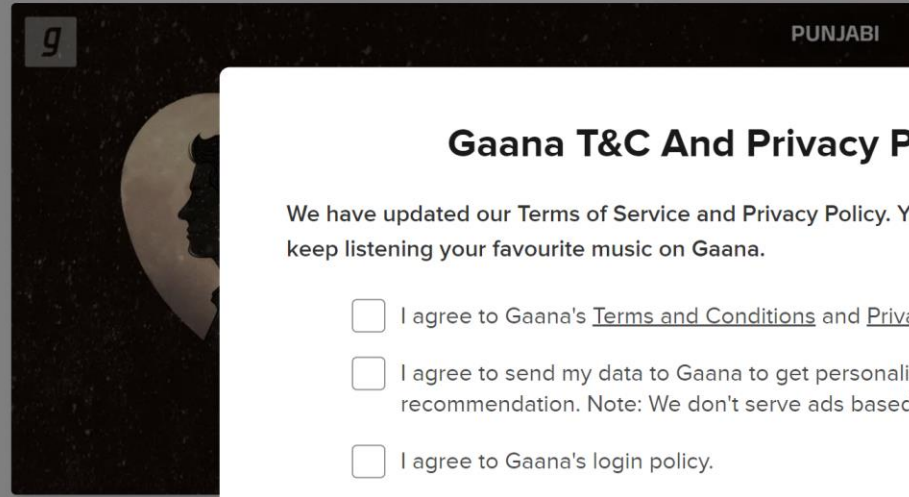 g
PUNJABI
Gaana T&C And Privacy P
We have updated our Terms of Service and Privacy Policy. Y
keep listening your favourite music on Gaana.
I agree to Gaana's Terms and Conditions and Priva
I agree to send my data to Gaana to get personali
recommendation. Note: We don't serve ads based
I agree to Gaana's login policy.